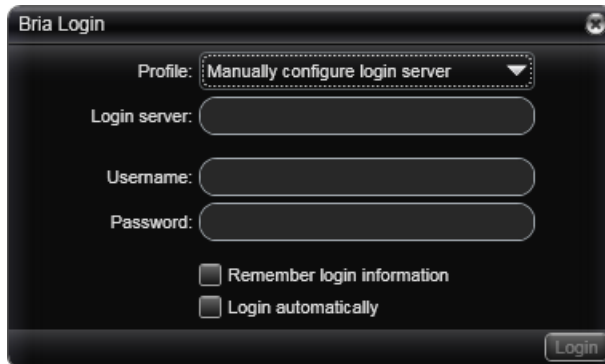 Bria Login
Profile: Manually configure login server
Login server:
Username:
Password:
Remember login information
Login automatically
Login